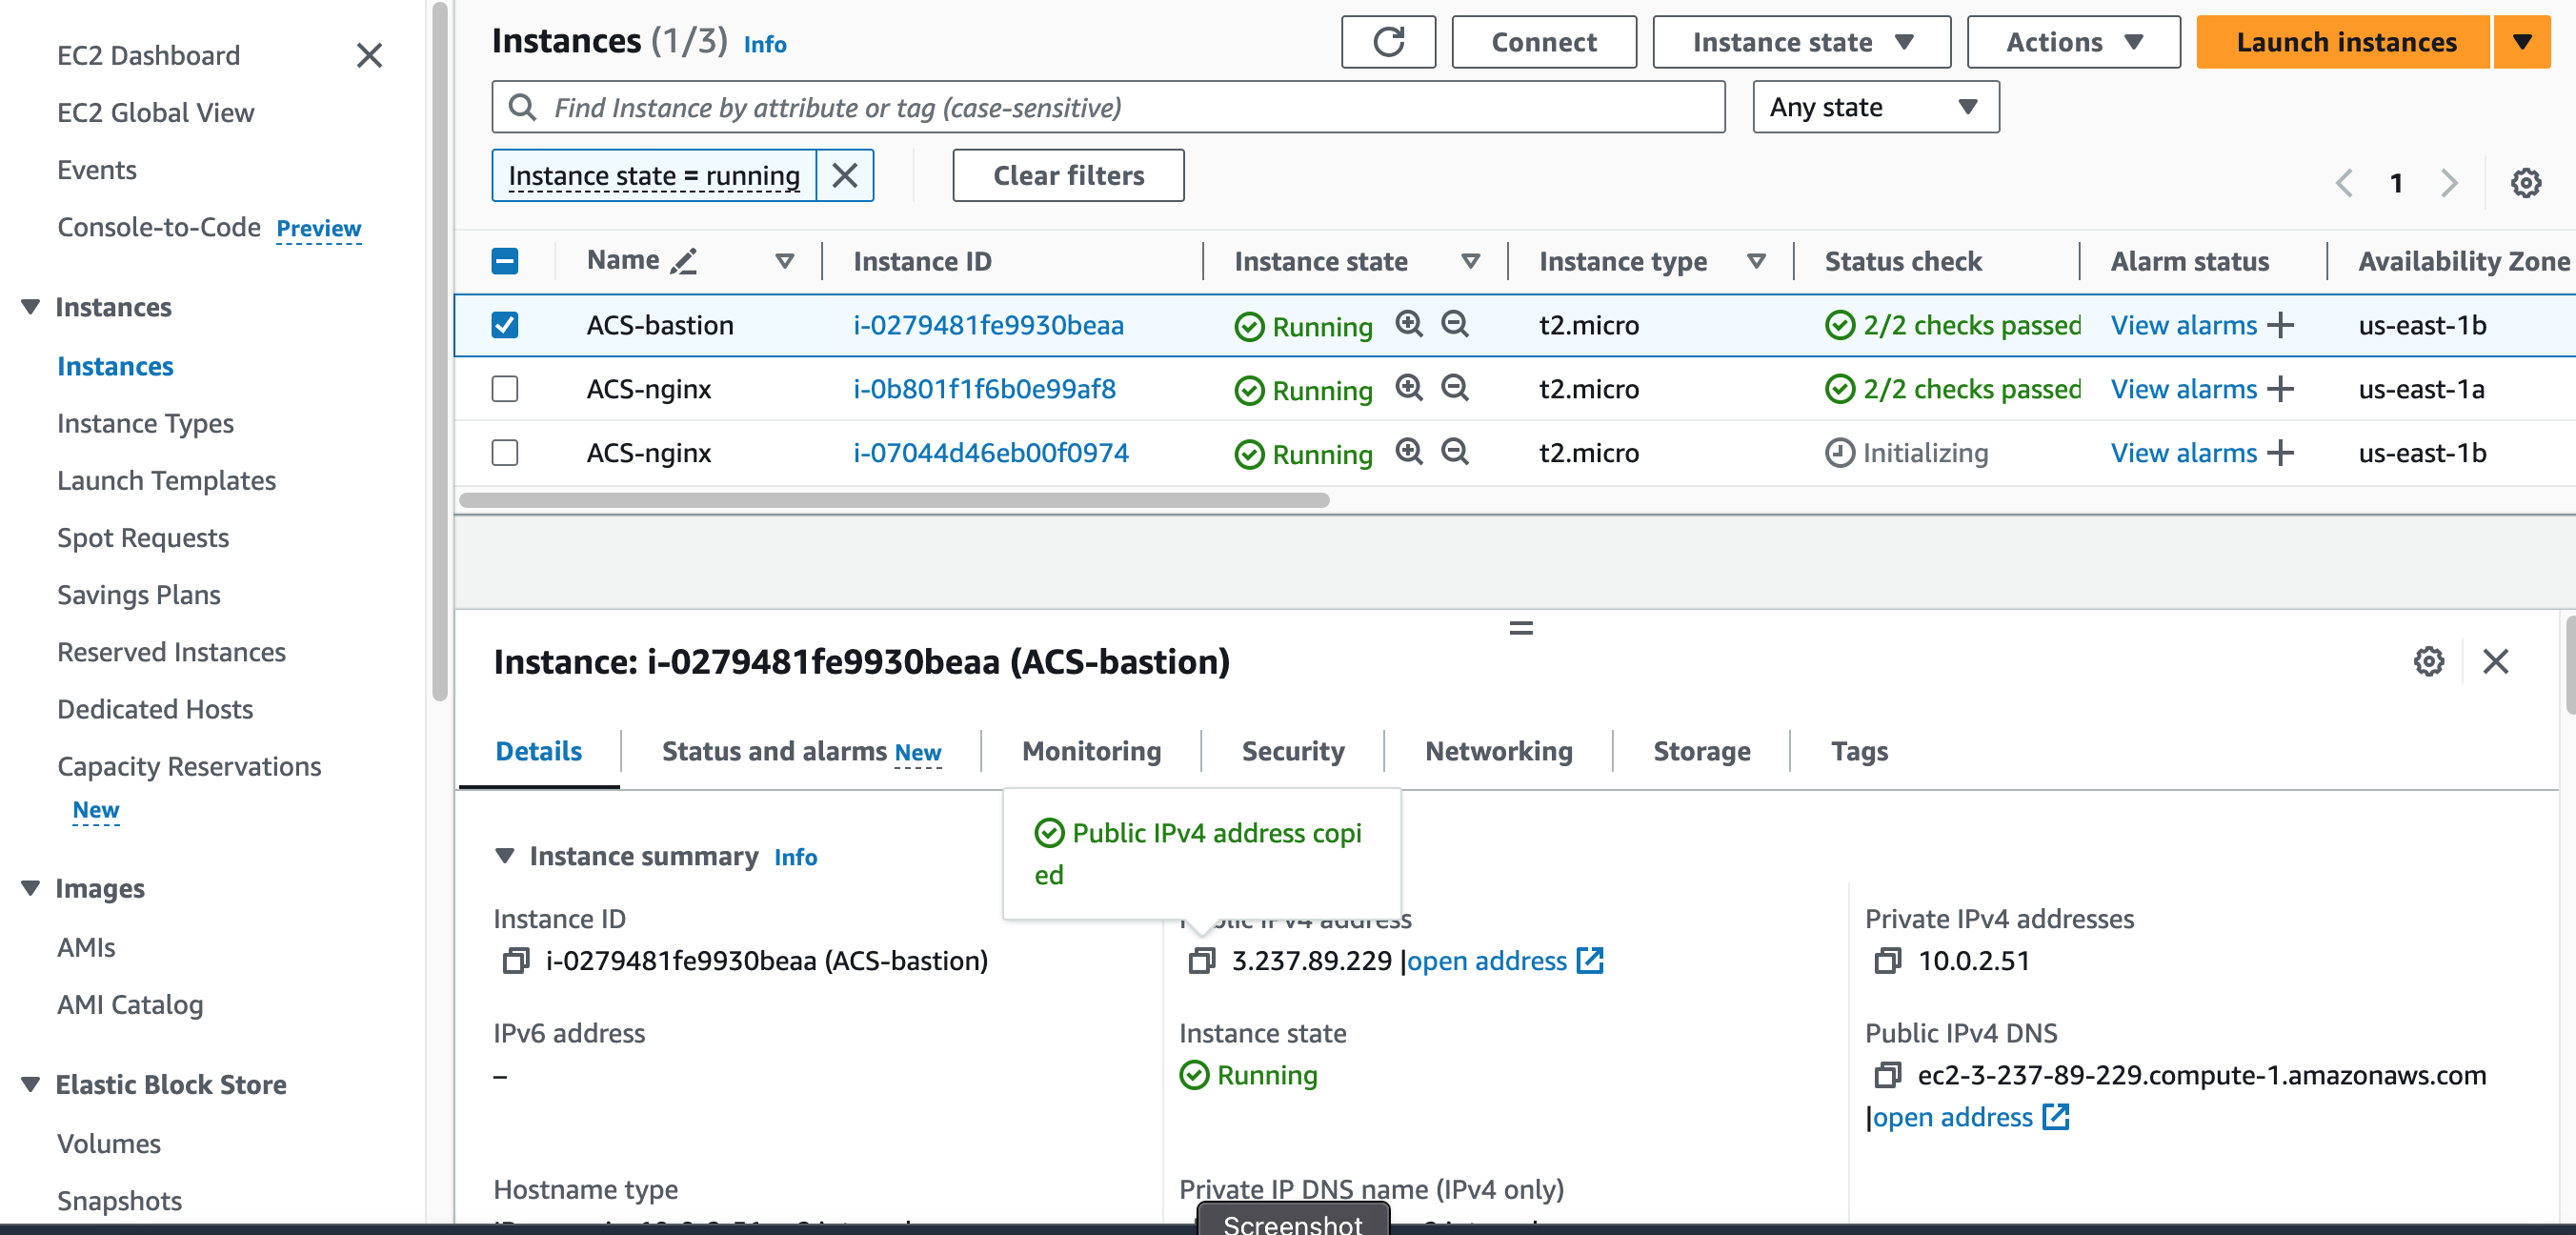 EC2 Dashboard
EC2 Global View
Events
Console-to-Code Preview
Instances
Instances
Instance Types
Launch Templates
Spot Requests
Savings Plans
Reserved Instances
Dedicated Hosts
Capacity Reservations
New
Images
AMIs
AMI Catalog
Elastic Block Store
Volumes
Snapshots
Instances (1/3) Info
Connect
Instance state
Actions
Launch instances
Find Instance by attribute or tag (case-sensitive)
Any state
Instance state = running
Clear filters
1
Name Instance ID Instance state Instance type Status check Alarm status Availability Zone
ACS-bastion i-0279481fe9930beaa Running t2.micro 2/2 checks passed View alarms us-east-1b
ACS-nginx i-0b801f1f6b0e99af8 Running t2.micro 2/2 checks passed View alarms us-east-1a
ACS-nginx i-07044d46eb00f0974 Running t2.micro Initializing View alarms us-east-1b
Instance: i-0279481fe9930beaa (ACS-bastion)
Details Status and alarms New Monitoring Security Networking Storage Tags
Public IPv4 address copi
ed
Instance summary Info
Instance ID
i-0279481fe9930beaa (ACS-bastion)
Public IPv4 address
3.237.89.229 |open address
Private IPv4 addresses
10.0.2.51
IPv6 address
–
Instance state
Running
Public IPv4 DNS
ec2-3-237-89-229.compute-1.amazonaws.com
|open address
Hostname type
Private IP DNS name (IPv4 only)
Screenshot